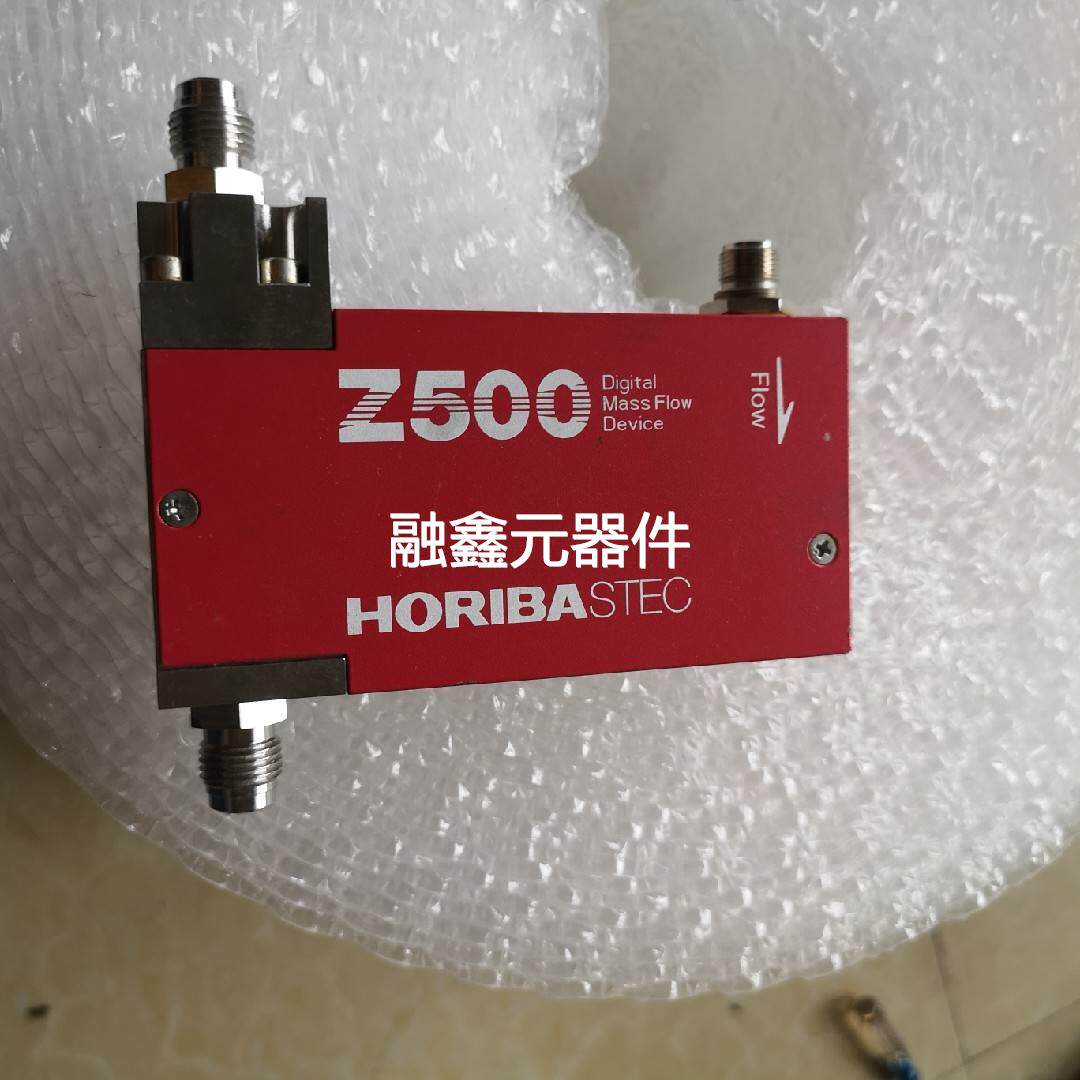 Z500
Digital
Mass Flow
Device
Flow
融鑫元器件
HORIBASTEC